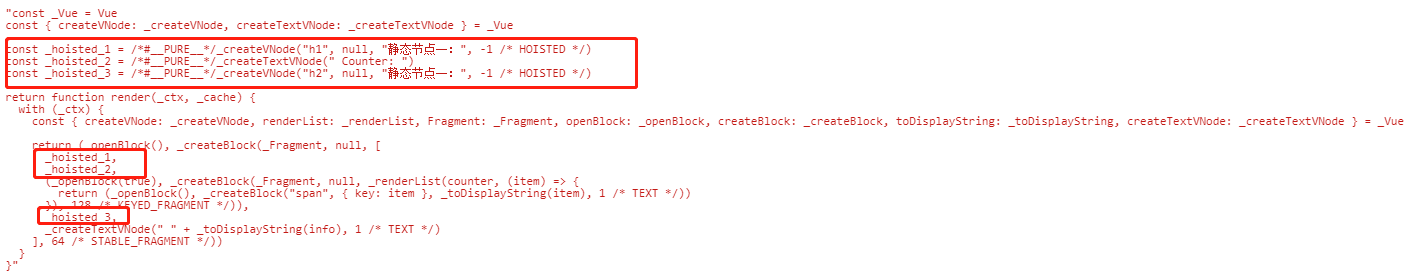 "const _Vue = Vue
const { createVNode: _createVNode, createTextVNode: _createTextVNode } = _Vue
const _hoisted_1 = /*#__PURE__*/_createVNode("h1", null, "静态节点一: ", -1 /* HOISTED */)
const _hoisted_2 = /*#__PURE__*/_createTextVNode(" Counter: ")
const _hoisted_3 = /*#__PURE__*/_createVNode("h2", null, "静态节点一: ", -1 /* HOISTED */)
return function render(_ctx, _cache) {
with (_ctx) {
const { createVNode: _createVNode, renderList: _renderList, Fragment: _Fragment, openBlock: _openBlock, createBlock: _createBlock, toDisplayString: _toDisplayString, createTextVNode: _createTextVNode } = _Vue
return (_openBlock(), _createBlock(_Fragment, null, [
_hoisted_1,
_hoisted_2,
(_openBlock(true), _createBlock(_Fragment, null, _renderList(counter, (item) => {
return (_openBlock(), _createBlock("span", { key: item }, _toDisplayString(item), 1 /* TEXT */))
}), 128 /* KEYED_FRAGMENT */)),
_hoisted_3,
_createTextVNode(" " + _toDisplayString(info), 1 /* TEXT */)
], 64 /* STABLE_FRAGMENT */))
}
}"